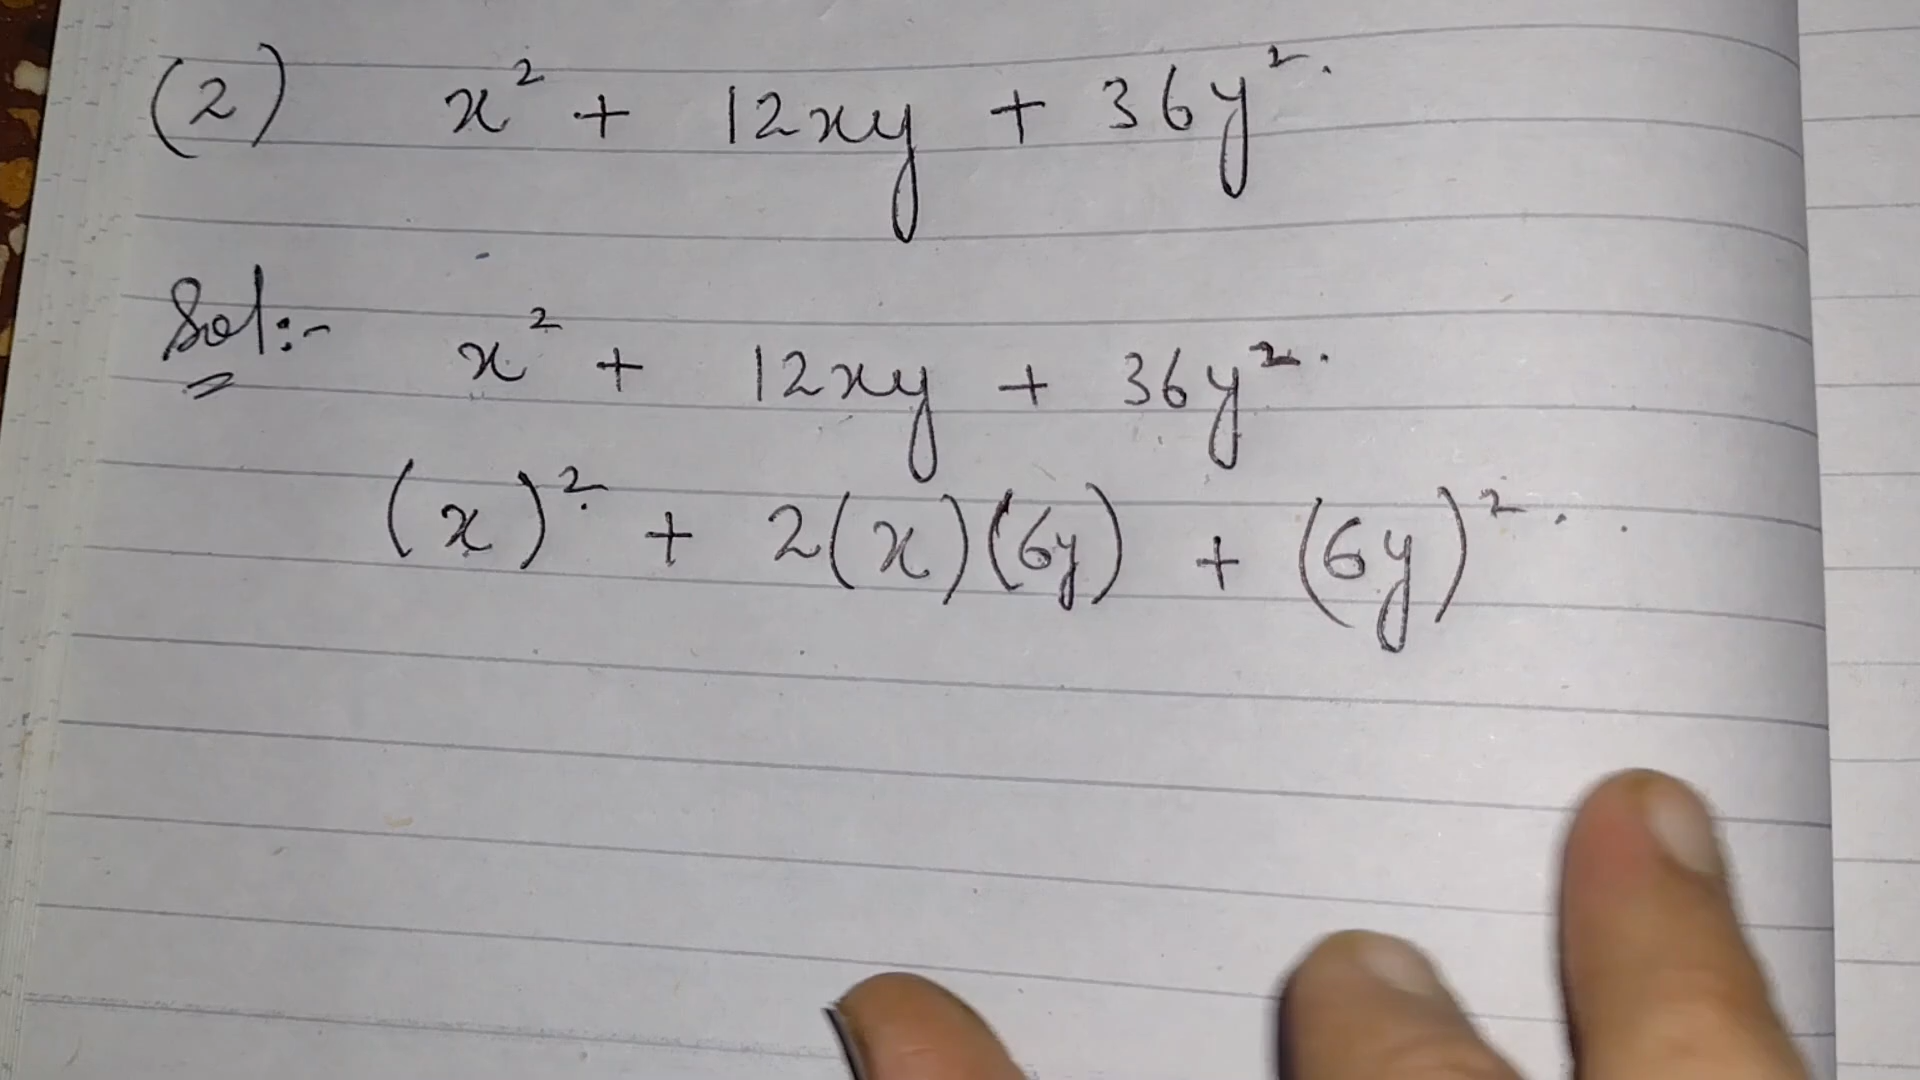 (2) x² + 12xy + 36y².
Sol:- x² + 12xy + 36y².
(x)² + 2(x)(6y) + (6y)².